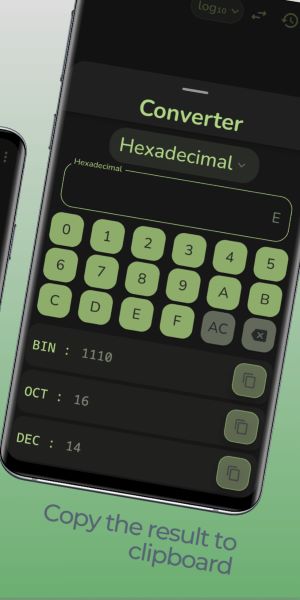 log₁₀
Converter
Hexadecimal
Hexadecimal
E
0 1 2 3 4 5
6 7 8 9 A B
C D E F AC
BIN : 1110
OCT : 16
DEC : 14
Copy the result to
clipboard